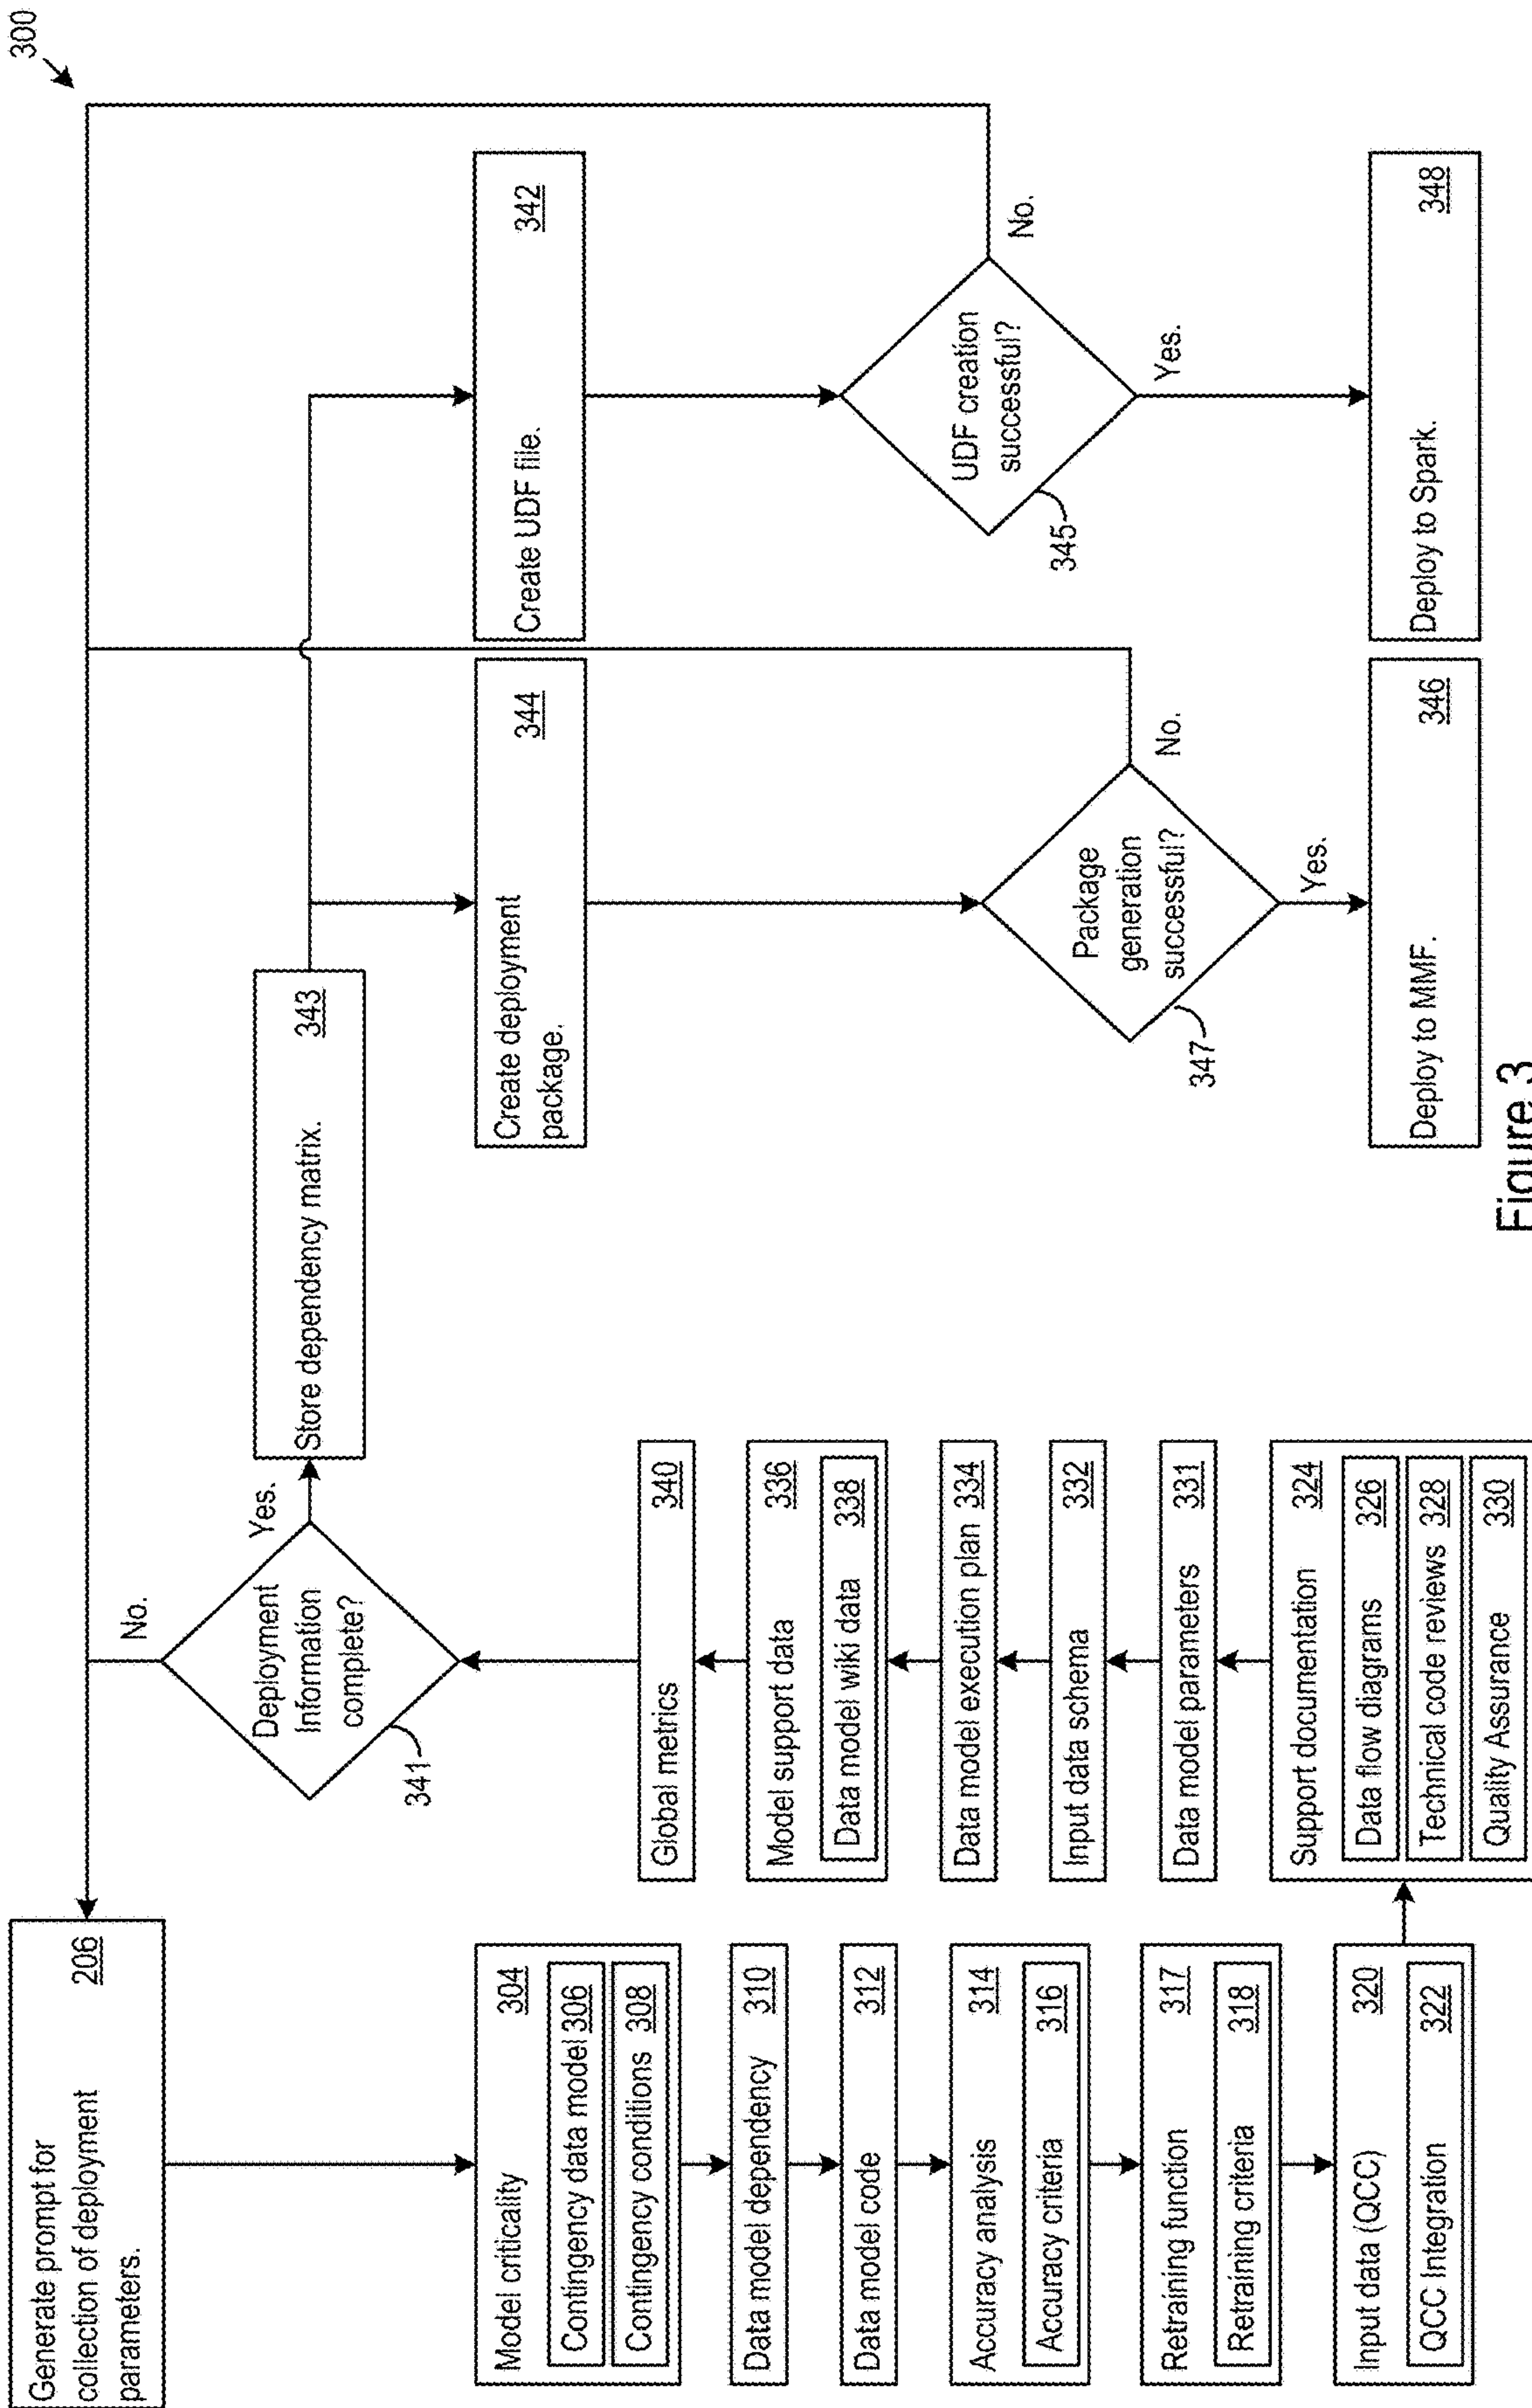 300
Generate prompt for
collection of deployment
parameters.
206
Model criticality
304
Contingency data model 306
Contingency conditions 308
Data model dependency 310
Data model code
312
Accuracy analysis
314
Accuracy criteria
316
Retraining function
317
Retraining criteria
318
Input data (QCC)
320
QCC Integration
322
Support documentation
324
Data flow diagrams 326
Technical code reviews 328
Quality Assurance
330
Data model parameters
331
Input data schema
332
Data model execution plan 334
Model support data
336
Data model wiki data
338
Global metrics
340
Deployment
Information
complete?
341
No.
Yes.
Store dependency matrix.
343
Create deployment
package.
344
Package
generation
successful?
347
No.
Yes.
Deploy to MMF.
346
Create UDF file.
342
UDF creation
successful?
345
No.
Yes.
Deploy to Spark.
348
Figure 3